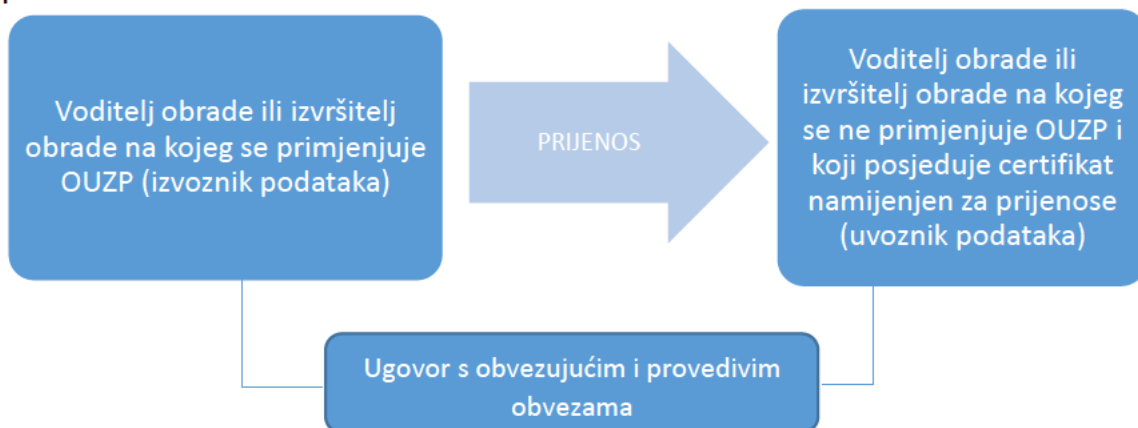 Voditelj obrade ili izvršitelj
obrade na kojeg se primjenjuje
OUZP (izvoznik podataka)
PRIJENOS
Voditelj obrade ili
izvršitelj obrade na kojeg
se ne primjenjuje OUZP i
koji posjeduje certifikat
namijenjen za prijenose
(uvoznik podataka)
Ugovor s obvezujućim i provedivim
obvezama